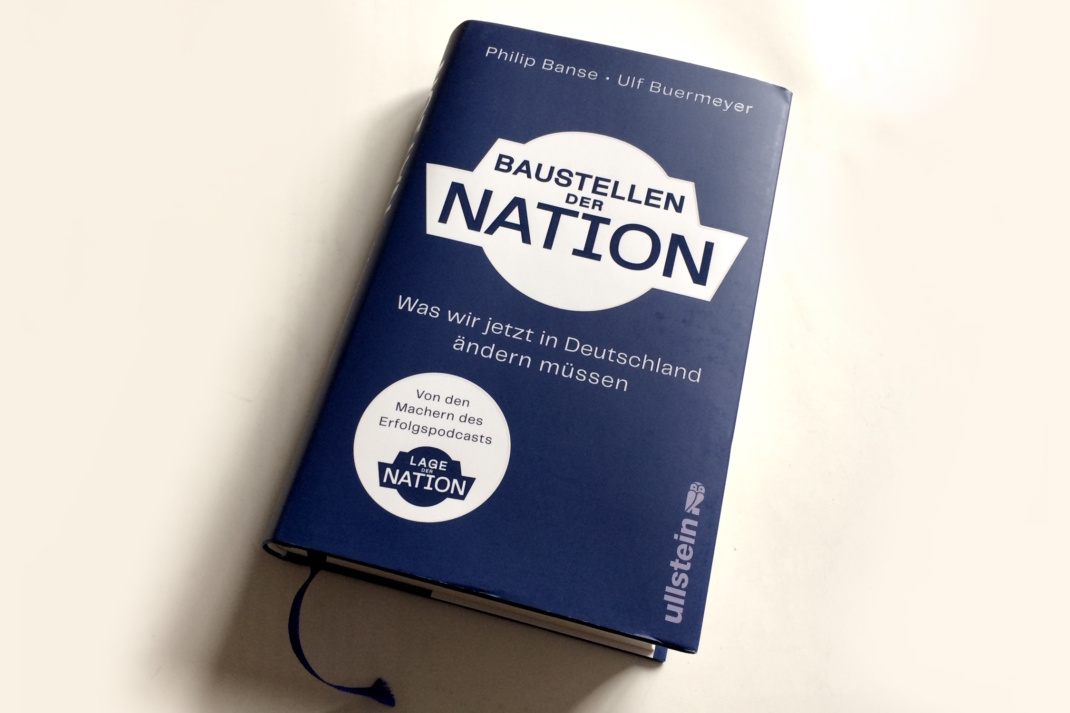 Philip Banse • Ulf Buermeyer
BAUSTELLEN
DER
NATION
Was wir jetzt in Deutschland
ändern müssen
Von den
Machern des
Erfolgspodcasts
LAGE
DER
NATION
ullstein